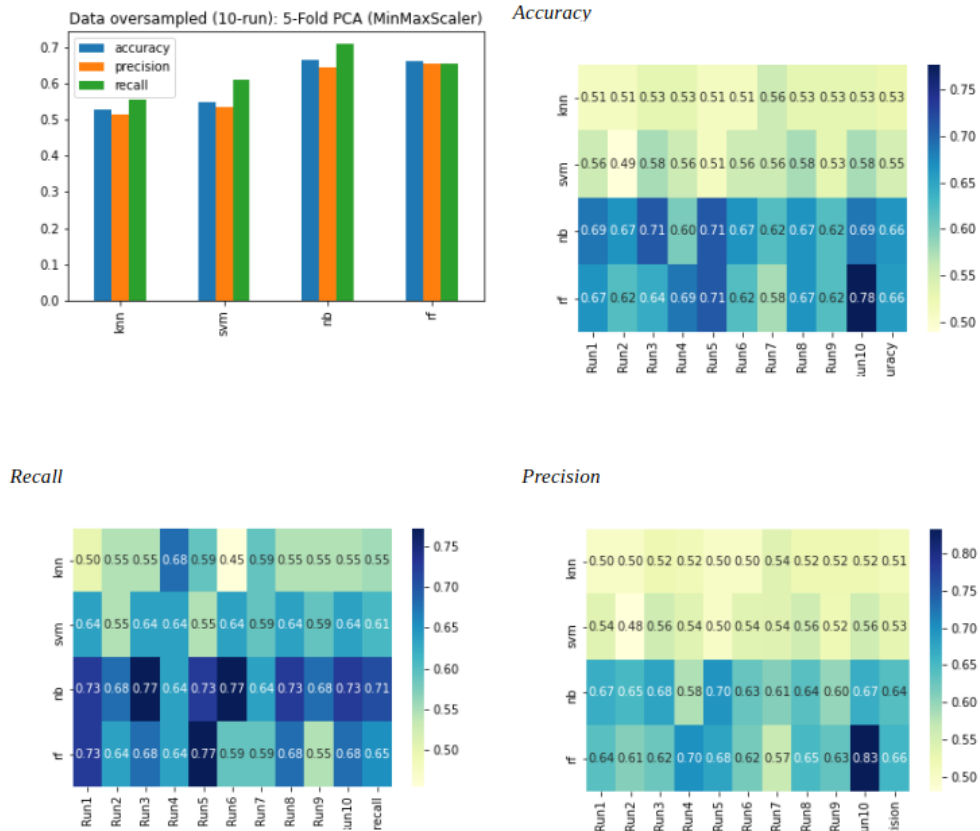 Data oversampled (10-run): 5-Fold PCA (MinMaxScaler)
0.7
0.6
0.5
0.4
0.3
0.2
0.1
0.0
accuracy
precision
recall
knn
svm
nb
rf
Accuracy
knn
svm
nb
rf
0.51 0.51 0.53 0.53 0.51 0.51 0.56 0.53 0.53 0.53 0.53
0.56 0.49 0.58 0.56 0.51 0.56 0.56 0.58 0.53 0.58 0.55
0.69 0.67 0.71 0.60 0.71 0.67 0.62 0.67 0.62 0.69 0.66
0.67 0.62 0.64 0.69 0.71 0.62 0.58 0.67 0.62 0.78 0.66
Run1
Run2
Run3
Run4
Run5
Run6
Run7
Run8
Run9
un10
uracy
0.75
0.70
0.65
0.60
0.55
0.50
Recall
knn
svm
nb
rf
0.50 0.55 0.55 0.68 0.59 0.45 0.59 0.55 0.55 0.55 0.55
0.64 0.55 0.64 0.64 0.55 0.64 0.59 0.64 0.59 0.64 0.61
0.73 0.68 0.77 0.64 0.73 0.77 0.64 0.73 0.68 0.73 0.71
0.73 0.64 0.68 0.64 0.77 0.59 0.59 0.68 0.55 0.68 0.65
Run1
Run2
Run3
Run4
Run5
Run6
Run7
Run8
Run9
un10
recall
0.75
0.70
0.65
0.60
0.55
0.50
Precision
knn
svm
nb
rf
0.50 0.50 0.52 0.52 0.50 0.50 0.54 0.52 0.52 0.52 0.51
0.54 0.48 0.56 0.54 0.50 0.54 0.54 0.56 0.52 0.56 0.53
0.67 0.65 0.68 0.58 0.70 0.63 0.61 0.64 0.60 0.67 0.64
0.64 0.61 0.62 0.70 0.68 0.62 0.57 0.65 0.63 0.83 0.66
Run1
Run2
Run3
Run4
Run5
Run6
Run7
Run8
Run9
un10
ision
0.80
0.75
0.70
0.65
0.60
0.55
0.50